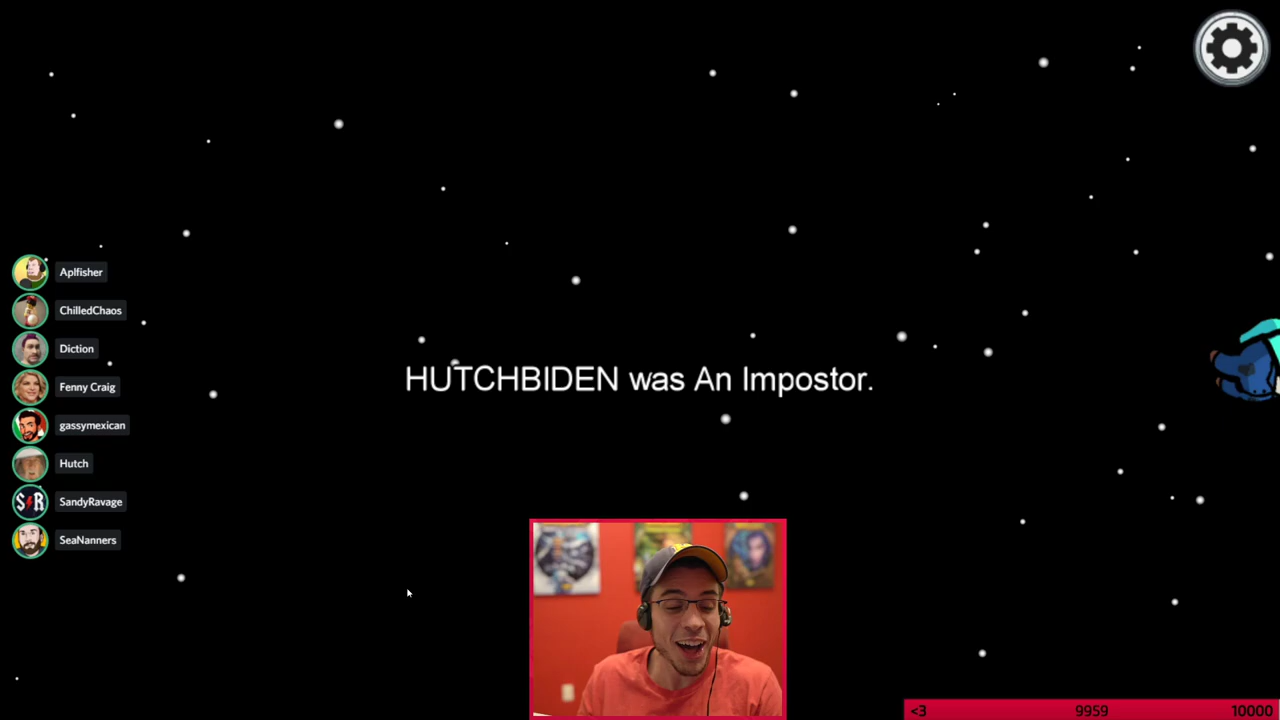 Aplfisher
ChilledChaos
Diction
Fenny Craig
gassymexican
Hutch
SandyRavage
SeaNanners
HUTCHBIDEN was An Impostor.
S R
<3 9959 10000